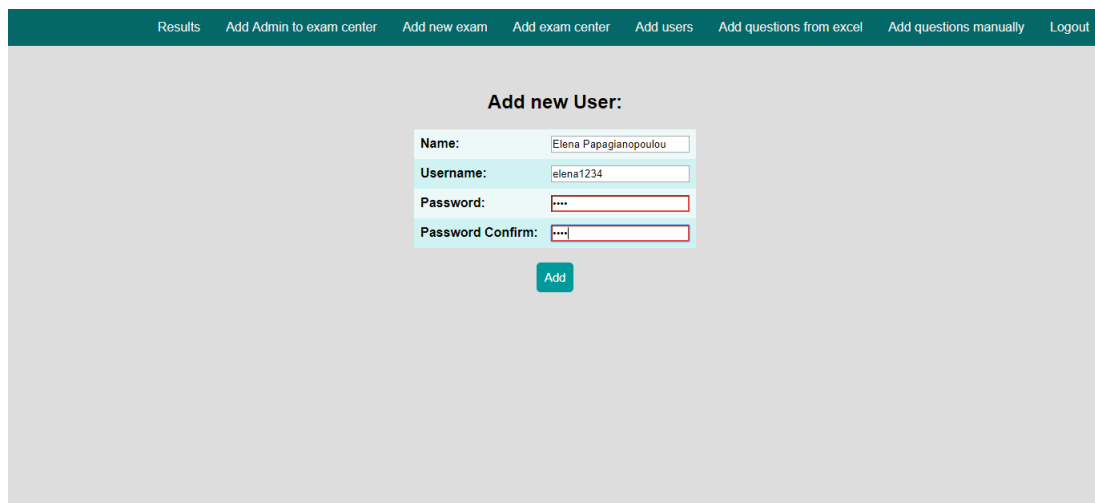 Results Add Admin to exam center Add new exam Add exam center Add users Add questions from excel Add questions manually Logout
Add new User:
Name: Elena Papagianopoulou
Username: elena1234
Password: ••••
Password Confirm: ••••
Add